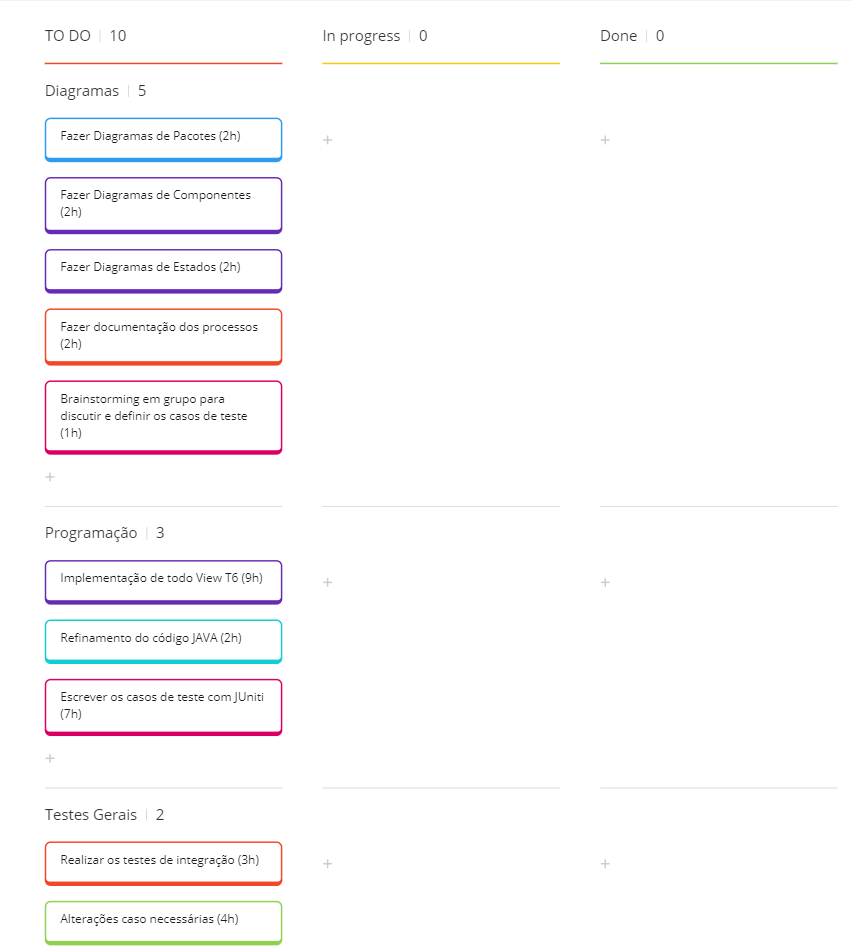 TO DO | 10
In progress | 0
Done | 0
Diagramas | 5
Fazer Diagramas de Pacotes (2h)
+
+
Fazer Diagramas de Componentes
(2h)
Fazer Diagramas de Estados (2h)
Fazer documentação dos processos
(2h)
Brainstorming em grupo para
discutir e definir os casos de teste
(1h)
+
Programação | 3
Implementação de todo View T6 (9h)
+
+
Refinamento do código JAVA (2h)
Escrever os casos de teste com JUniti
(7h)
+
Testes Gerais | 2
Realizar os testes de integração (3h)
+
+
Alterações caso necessárias (4h)